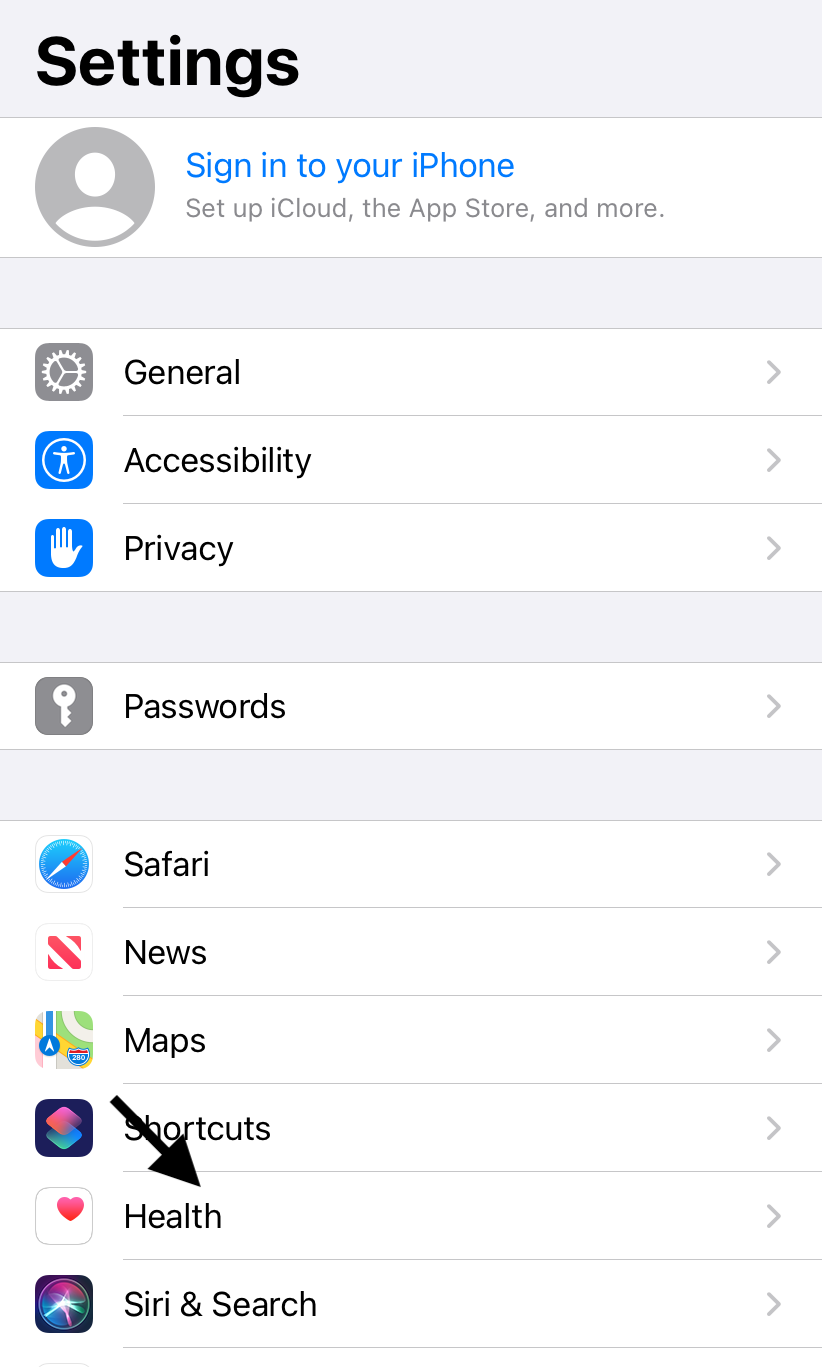 Settings
Sign in to your iPhone
Set up iCloud, the App Store, and more.
General
Accessibility
Privacy
Passwords
Safari
News
Maps
280
Shortcuts
Health
Siri & Search